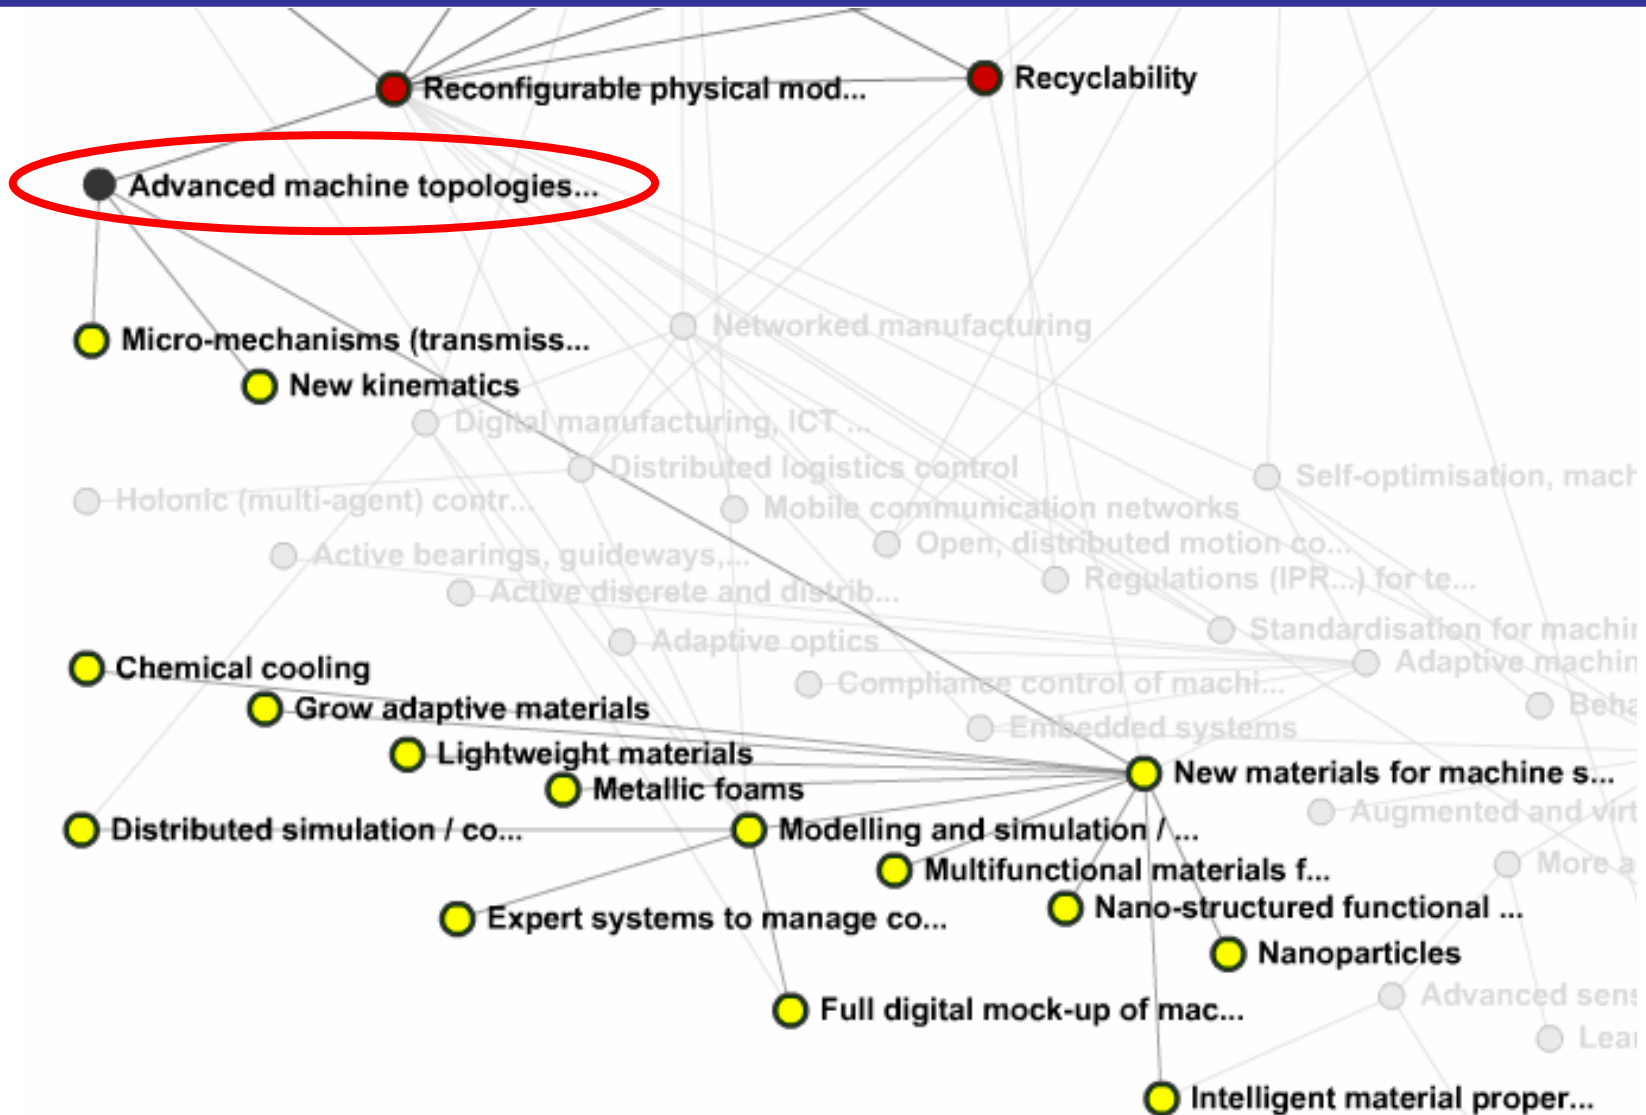 Reconfigurable physical mod...
Recyclability
Advanced machine topologies...
Networked manufacturing
Micro-mechanisms (transmiss...
New kinematics
Digital manufacturing, ICT ...
Distributed logistics control
Self-optimisation, mach
Holonic (multi-agent) contr...
Mobile communication networks
Open, distributed motion co...
Active bearings, guideways,...
Regulations (IPR...) for te...
Active discrete and distrib...
Standardisation for machin
Adaptive optics
Adaptive machin
Chemical cooling
Compliance control of machi...
Grow adaptive materials
Beha
Embedded systems
Lightweight materials
New materials for machine s...
Metallic foams
Augmented and virt
Distributed simulation / co...
Modelling and simulation / ...
More a
Multifunctional materials f...
Nano-structured functional ...
Expert systems to manage co...
Nanoparticles
Advanced sens
Full digital mock-up of mac...
Lear
Intelligent material proper...